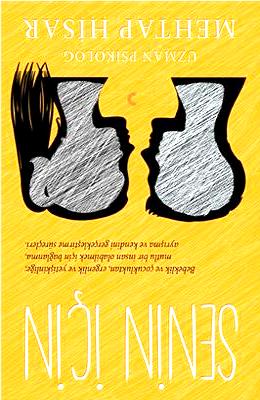 SENİN İÇİN
Bebeklik ve çocukluktan, ergenlik ve yetişkinliğe,
mutlu bir insan olabilmek için bağlanma,
ayrışma ve kendini gerçekleştirme süreçleri.
UZMAN PSİKOLOG
MEHTAP HİSAR